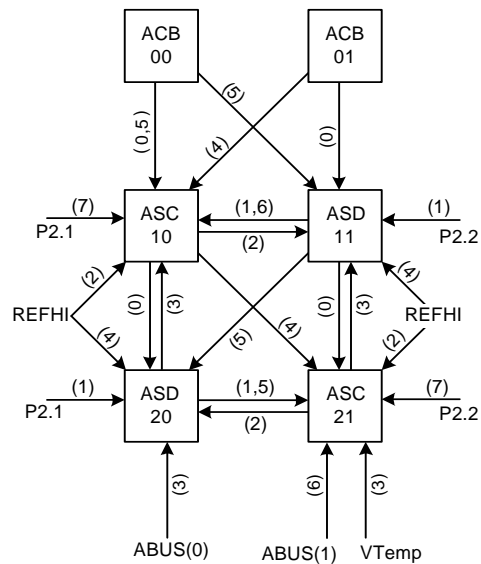 ACB
00
ACB
01
(0,5)
(5)
(4)
(0)
(7)
P2.1
ASC
10
(1,6)
(2)
ASD
11
(1)
P2.2
(2)
REFHI
(4)
(0)
(3)
(5)
(4)
(0)
(3)
(4)
REFHI
(2)
(1)
P2.1
ASD
20
(1,5)
(2)
ASC
21
(7)
P2.2
(3)
(6)
(3)
ABUS(0)
ABUS(1)
VTemp